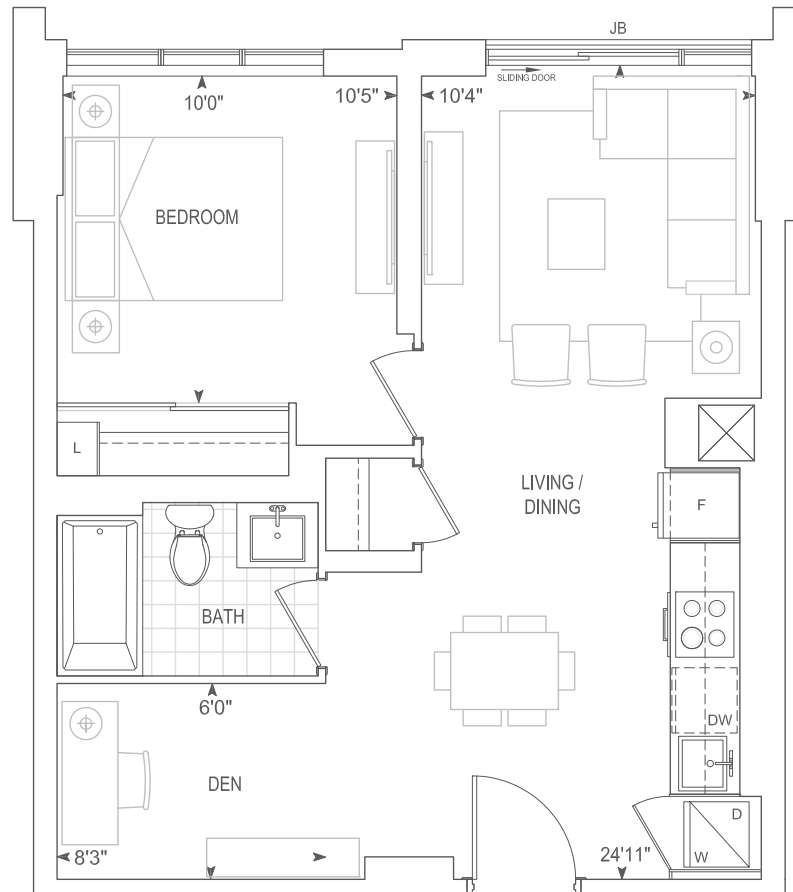 JB
SLIDING DOOR
10'0"
10'5"
10'4"
BEDROOM
L
LIVING /
DINING
F
BATH
6'0"
DW
DEN
D
W
8'3"
24'11"